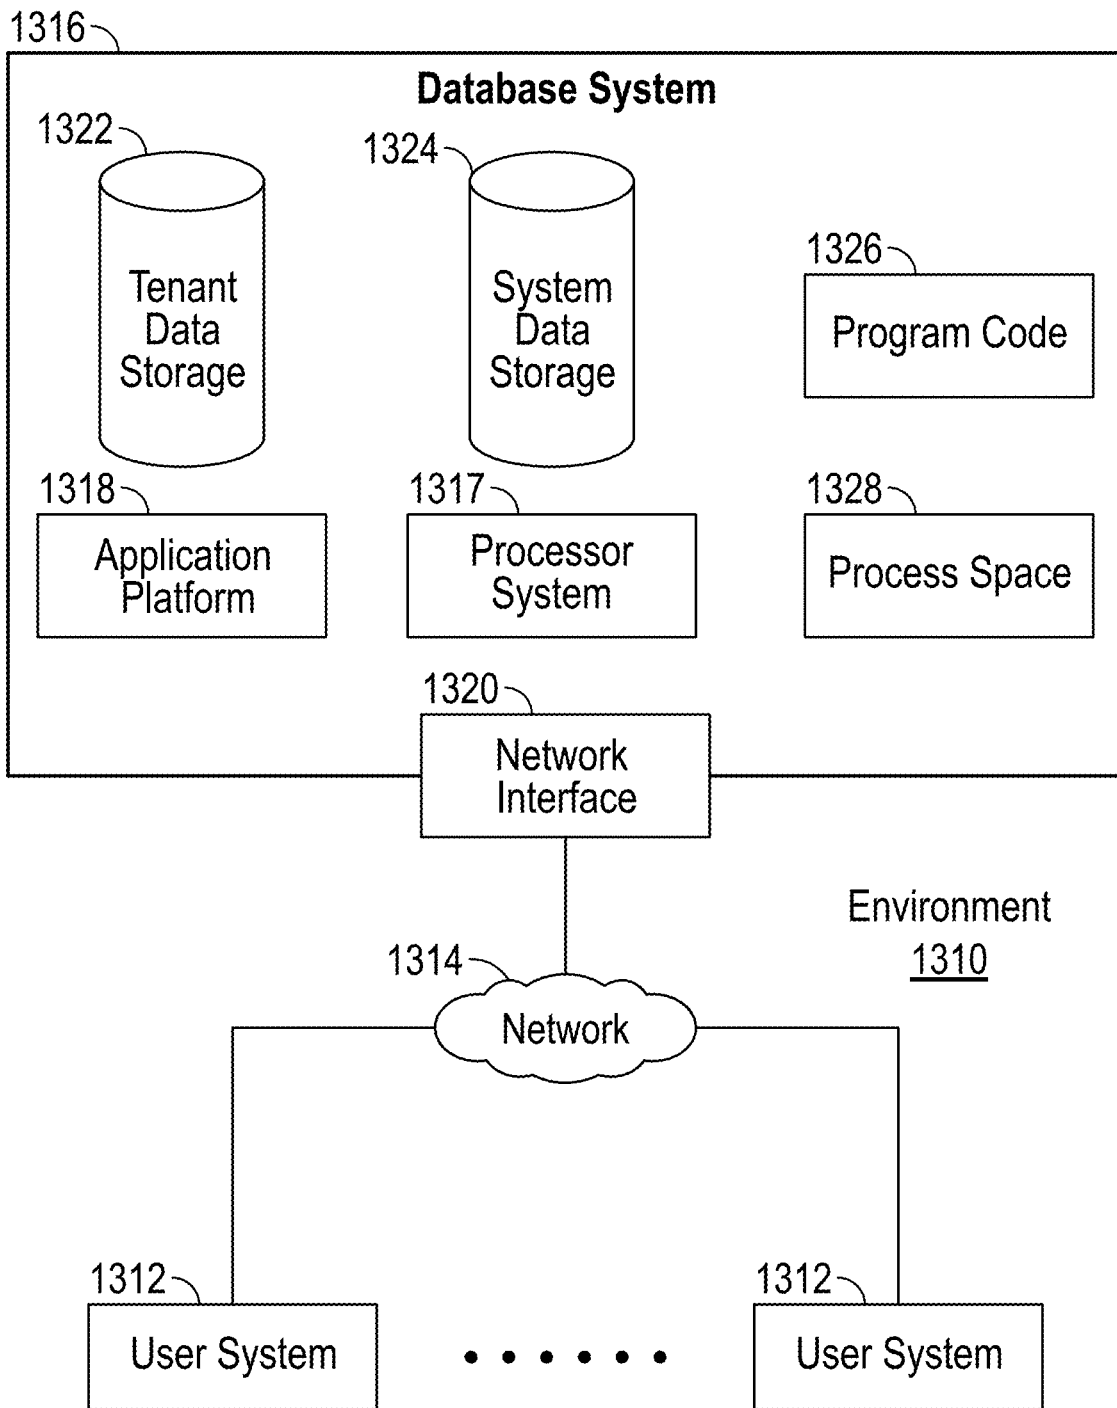 1316
Database System
1322
Tenant
Data
Storage
1324
System
Data
Storage
1326
Program Code
1318
Application
Platform
1317
Processor
System
1328
Process Space
1320
Network
Interface
Environment
1310
1314
Network
1312
User System
1312
User System